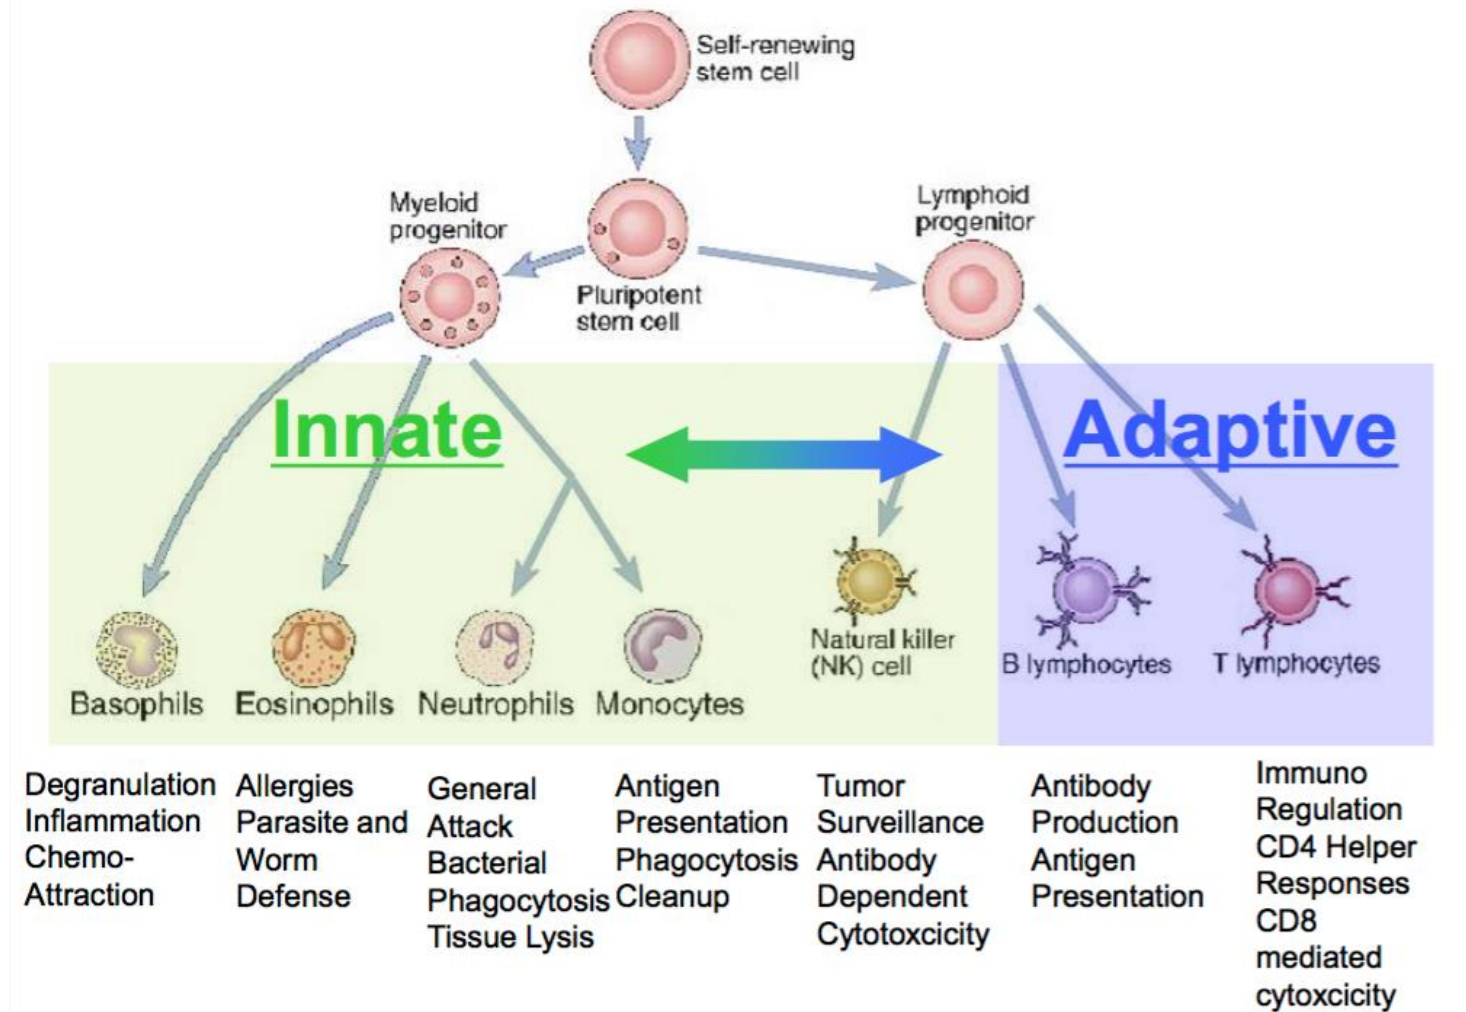 Self-renewing
stem cell
Myeloid
progenitor
Lymphoid
progenitor
Pluripotent
stem cell
Innate
Adaptive
Natural killer
(NK) cell
B lymphocytes
T lymphocytes
Basophils
Eosinophils
Neutrophils
Monocytes
Degranulation
Inflammation
Chemo-
Attraction
Allergies
Parasite and
Worm
Defense
General
Attack
Bacterial
Phagocytosis
Tissue Lysis
Antigen
Presentation
Phagocytosis
Cleanup
Tumor
Surveillance
Antibody
Dependent
Cytotoxcicity
Antibody
Production
Antigen
Presentation
Immuno
Regulation
CD4 Helper
Responses
CD8
mediated
cytoxcicity